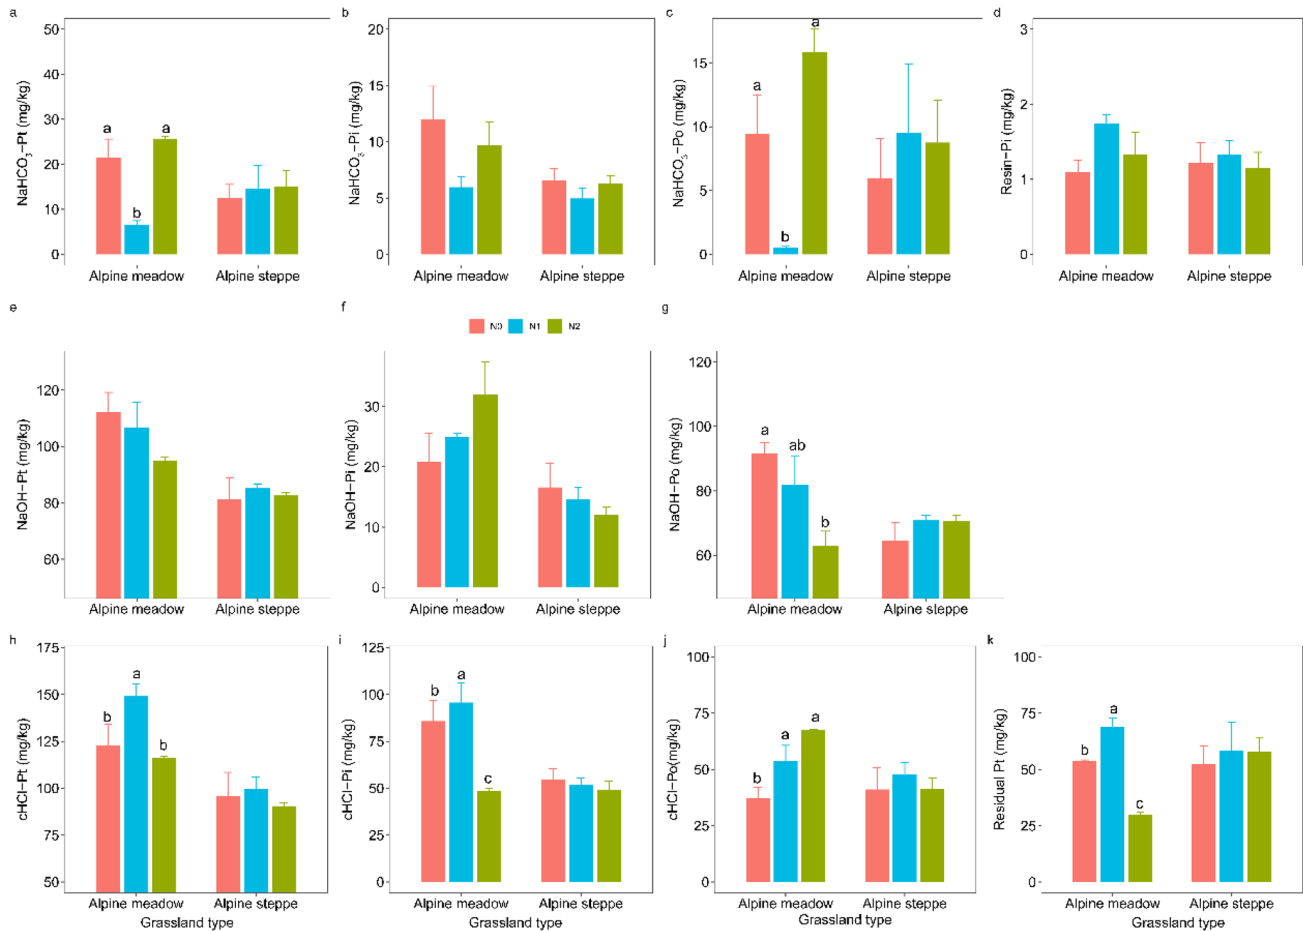 a
b
c
d
50
40
30
20
10
0
NaHCO3−Pt (mg/kg)
a
b
a
Alpine meadow
Alpine steppe
20
15
10
5
0
NaHCO3−Pi (mg/kg)
Alpine meadow
Alpine steppe
15
10
5
0
NaHCO3−Po (mg/kg)
a
b
a
Alpine meadow
Alpine steppe
3
2
1
0
Resin−Pi (mg/kg)
Alpine meadow
Alpine steppe
e
f
g
N0
N1
N2
120
100
80
60
NaOH−Pt (mg/kg)
Alpine meadow
Alpine steppe
30
20
10
0
NaOH−Pi (mg/kg)
Alpine meadow
Alpine steppe
120
100
80
60
NaOH−Po (mg/kg)
a
ab
b
Alpine meadow
Alpine steppe
h
i
j
k
175
150
125
100
75
50
cHCl−Pt (mg/kg)
b
a
b
Alpine meadow
Alpine steppe
Grassland type
125
100
75
50
25
0
cHCl−Pi (mg/kg)
b
a
c
Alpine meadow
Alpine steppe
Grassland type
100
75
50
25
0
cHCl−Po(mg/kg)
b
a
a
Alpine meadow
Alpine steppe
Grassland type
100
75
50
25
0
Residual Pt (mg/kg)
b
a
c
Alpine meadow
Alpine steppe
Grassland type